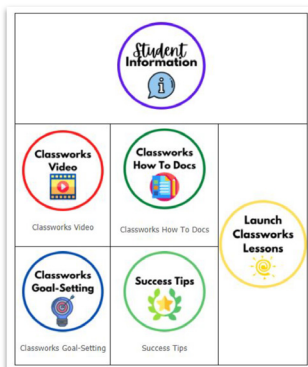 Student
Information
Classworks
Video
Classworks Video
Classworks
How To Docs
Classworks How To Docs
Launch
Classworks
Lessons
Classworks
Goal-Setting
Classworks Goal-Setting
Success Tips
Success Tips